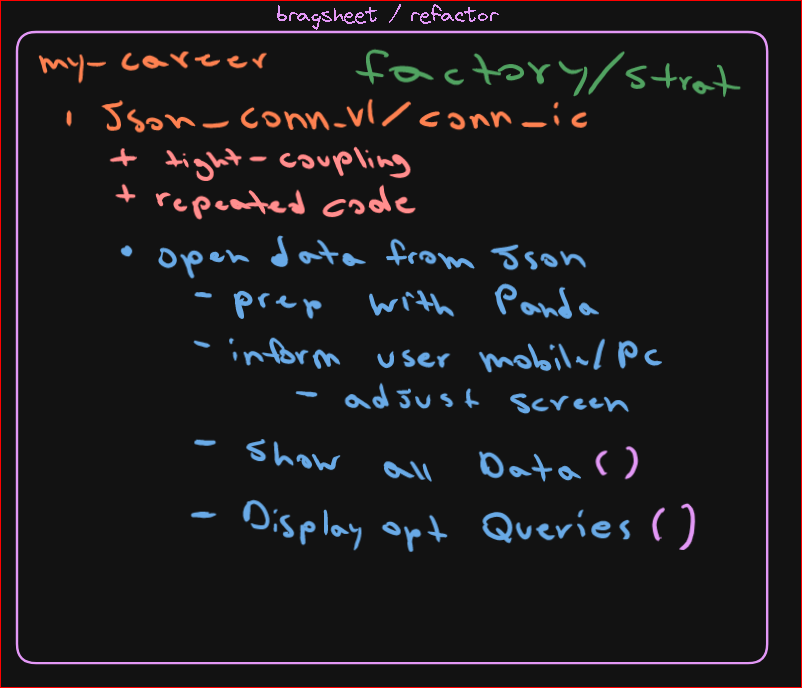 bragsheet / refactor
my-career factory/strat
• Json_conn_v1/conn_ic
+ tight-coupling
+ repeated code
• open data from Json
- prep with Panda
- inform user mobile/PC
- adjust screen
- Show all Data()
- Display opt Queries()